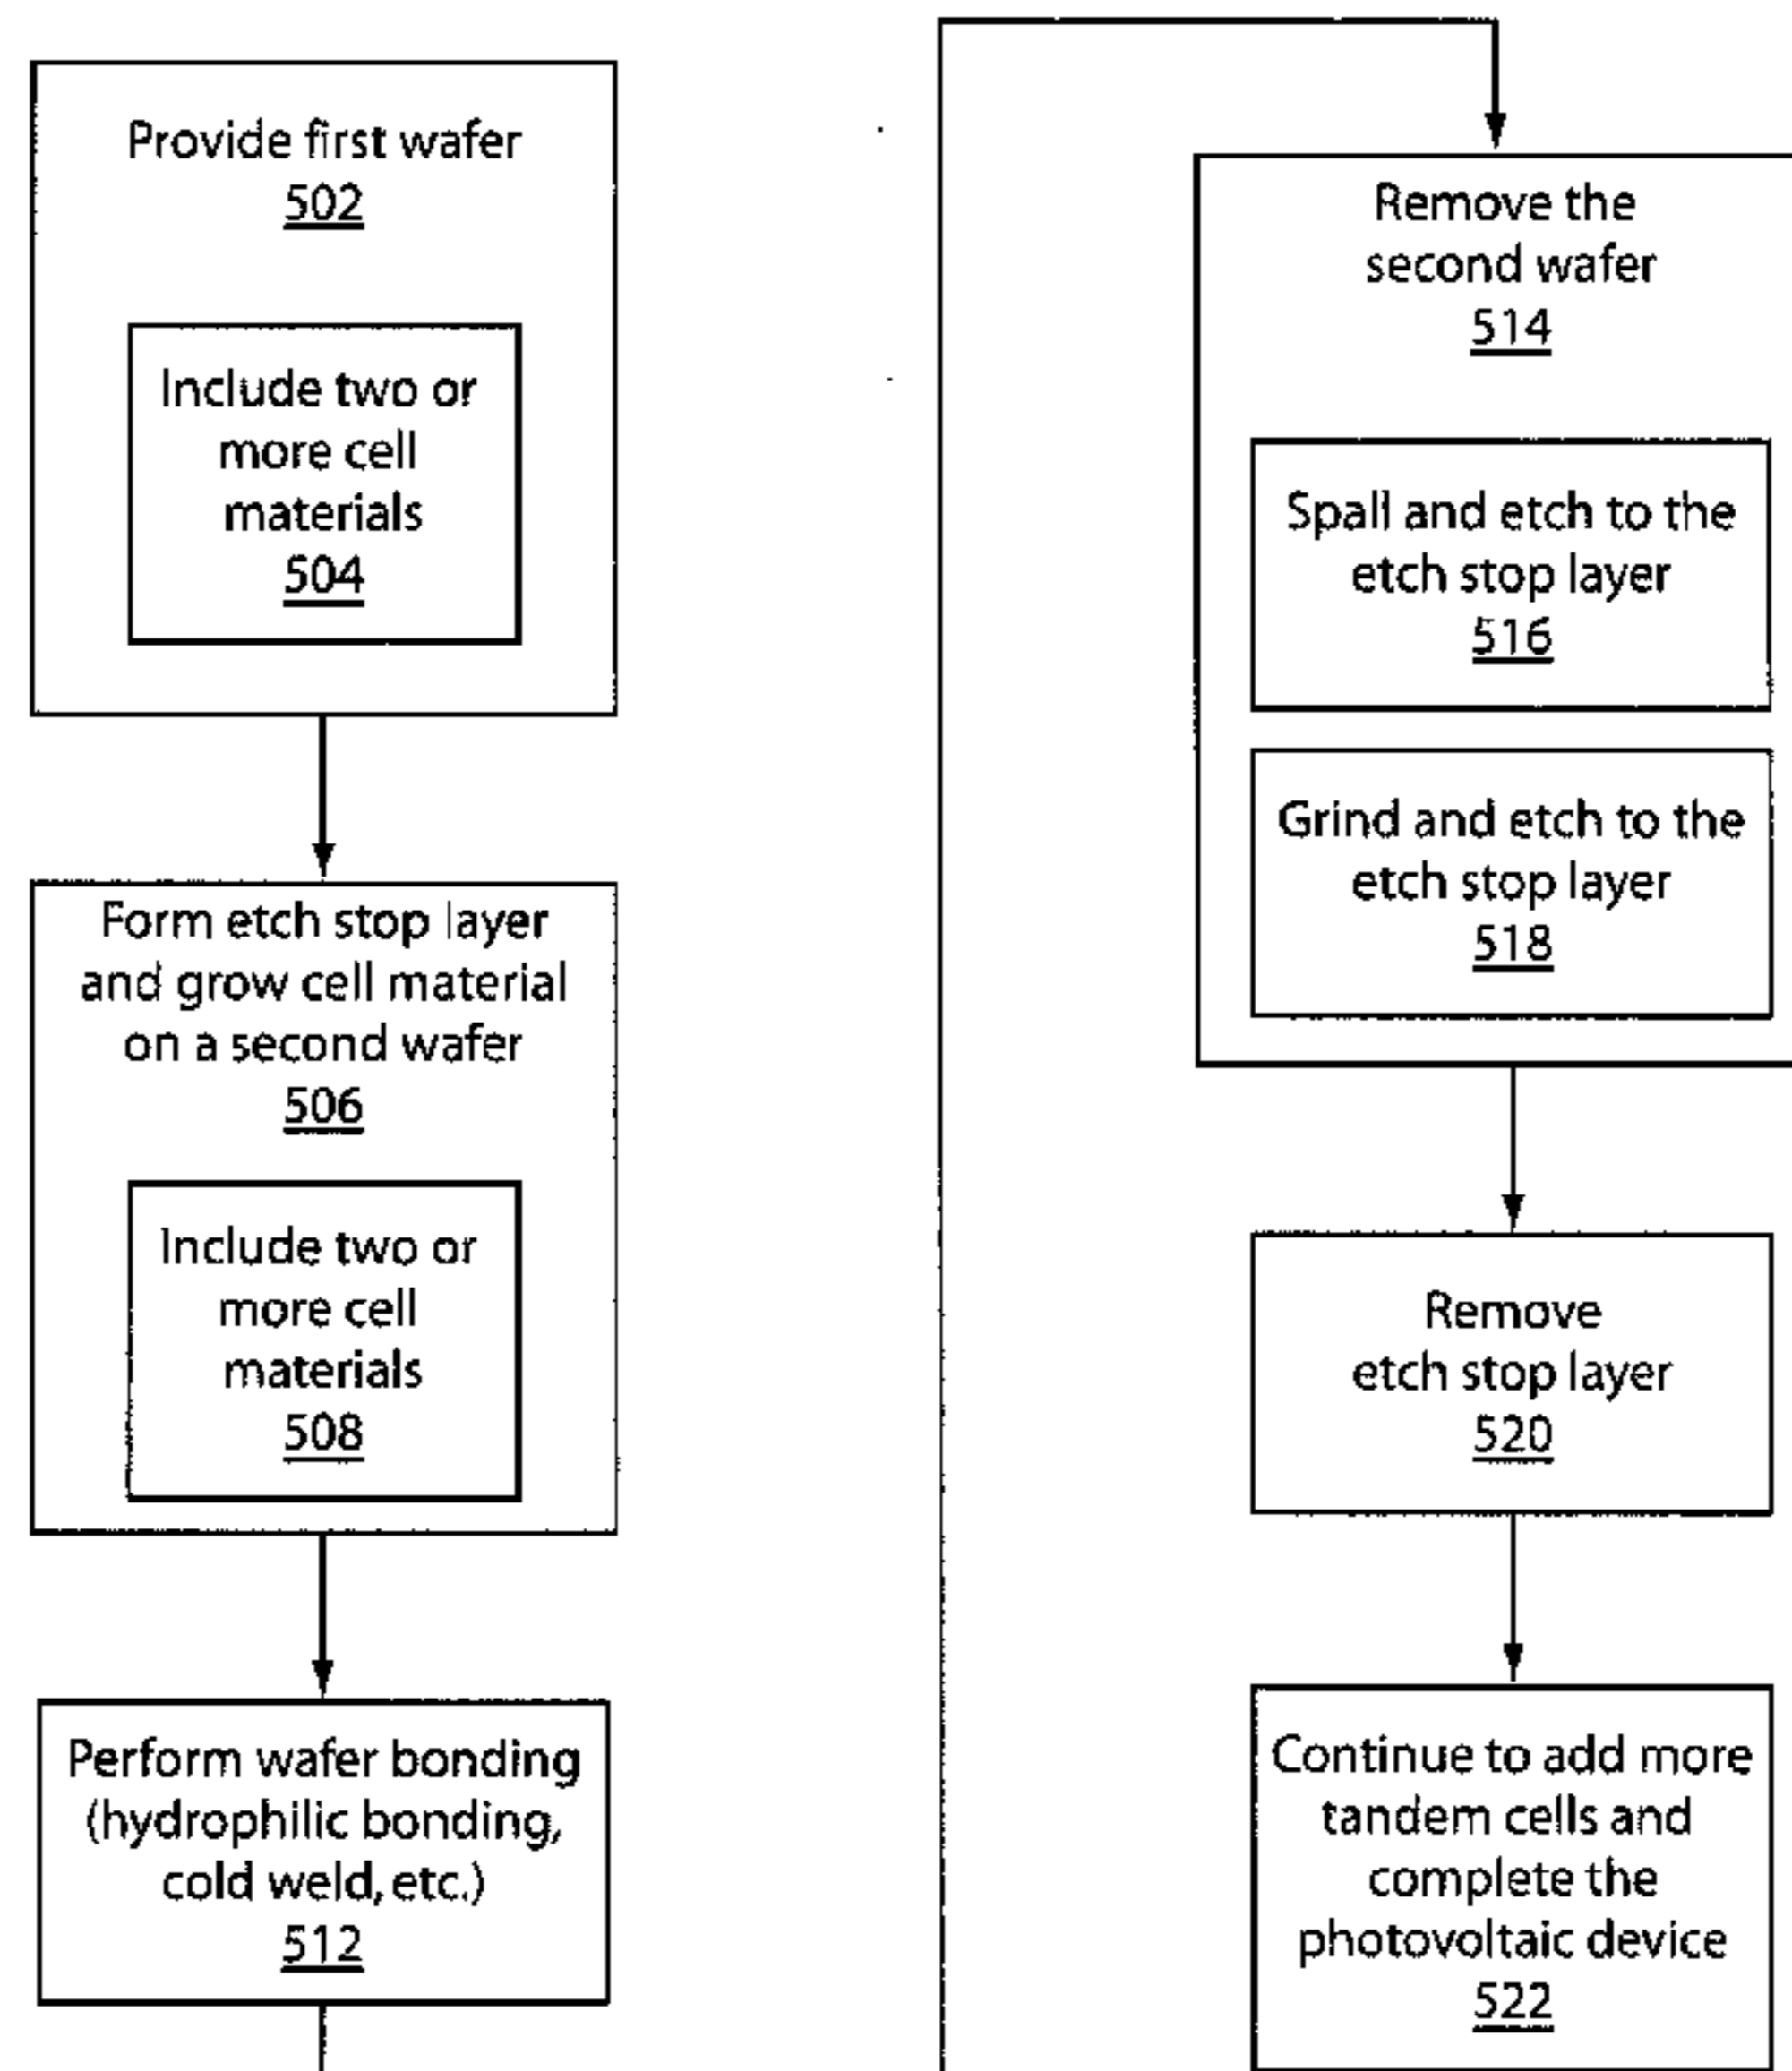 Provide first wafer
502
Include two or
more cell
materials
504
Form etch stop layer
and grow cell material
on a second wafer
506
Include two or
more cell
materials
508
Perform wafer bonding
(hydrophilic bonding,
cold weld, etc.)
512
Remove the
second wafer
514
Spall and etch to the
etch stop layer
516
Grind and etch to the
etch stop layer
518
Remove
etch stop layer
520
Continue to add more
tandem cells and
complete the
photovoltaic device
522